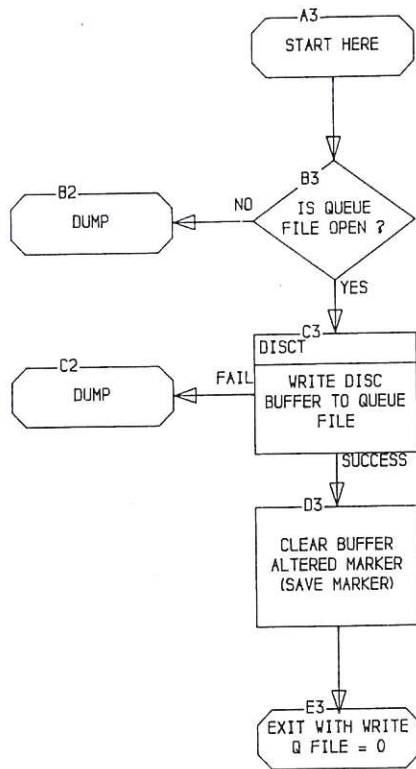 A3
START HERE
B3
IS QUEUE
FILE OPEN ?
NO
B2
DUMP
YES
C3
DISCT
WRITE DISC
BUFFER TO QUEUE
FILE
FAIL
C2
DUMP
SUCCESS
D3
CLEAR BUFFER
ALTERED MARKER
(SAVE MARKER)
E3
EXIT WITH WRITE
Q FILE = 0